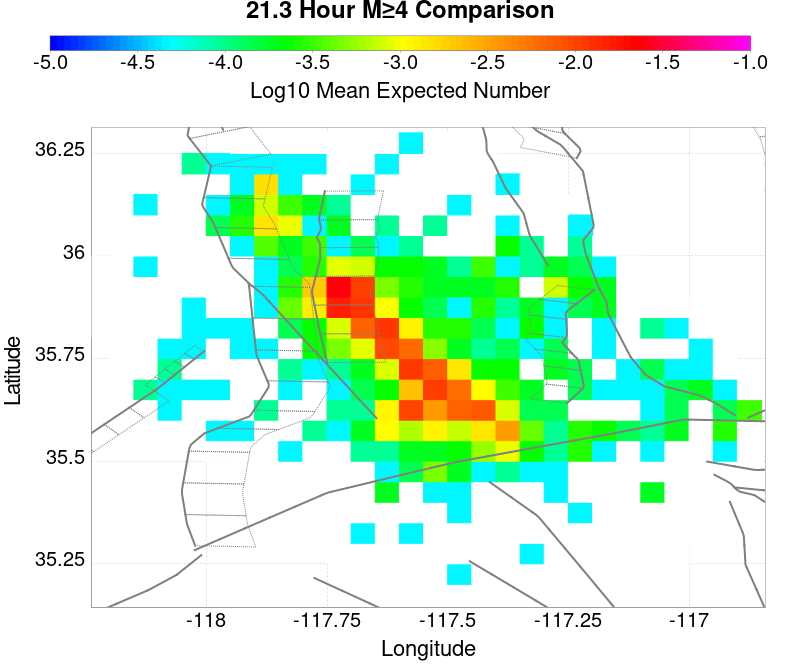 21.3 Hour M≥4 Comparison
-5.0 -4.5 -4.0 -3.5 -3.0 -2.5 -2.0 -1.5 -1.0
Log10 Mean Expected Number
36.25
36
35.75
35.5
35.25
Latitude
-118 -117.75 -117.5 -117.25 -117
Longitude